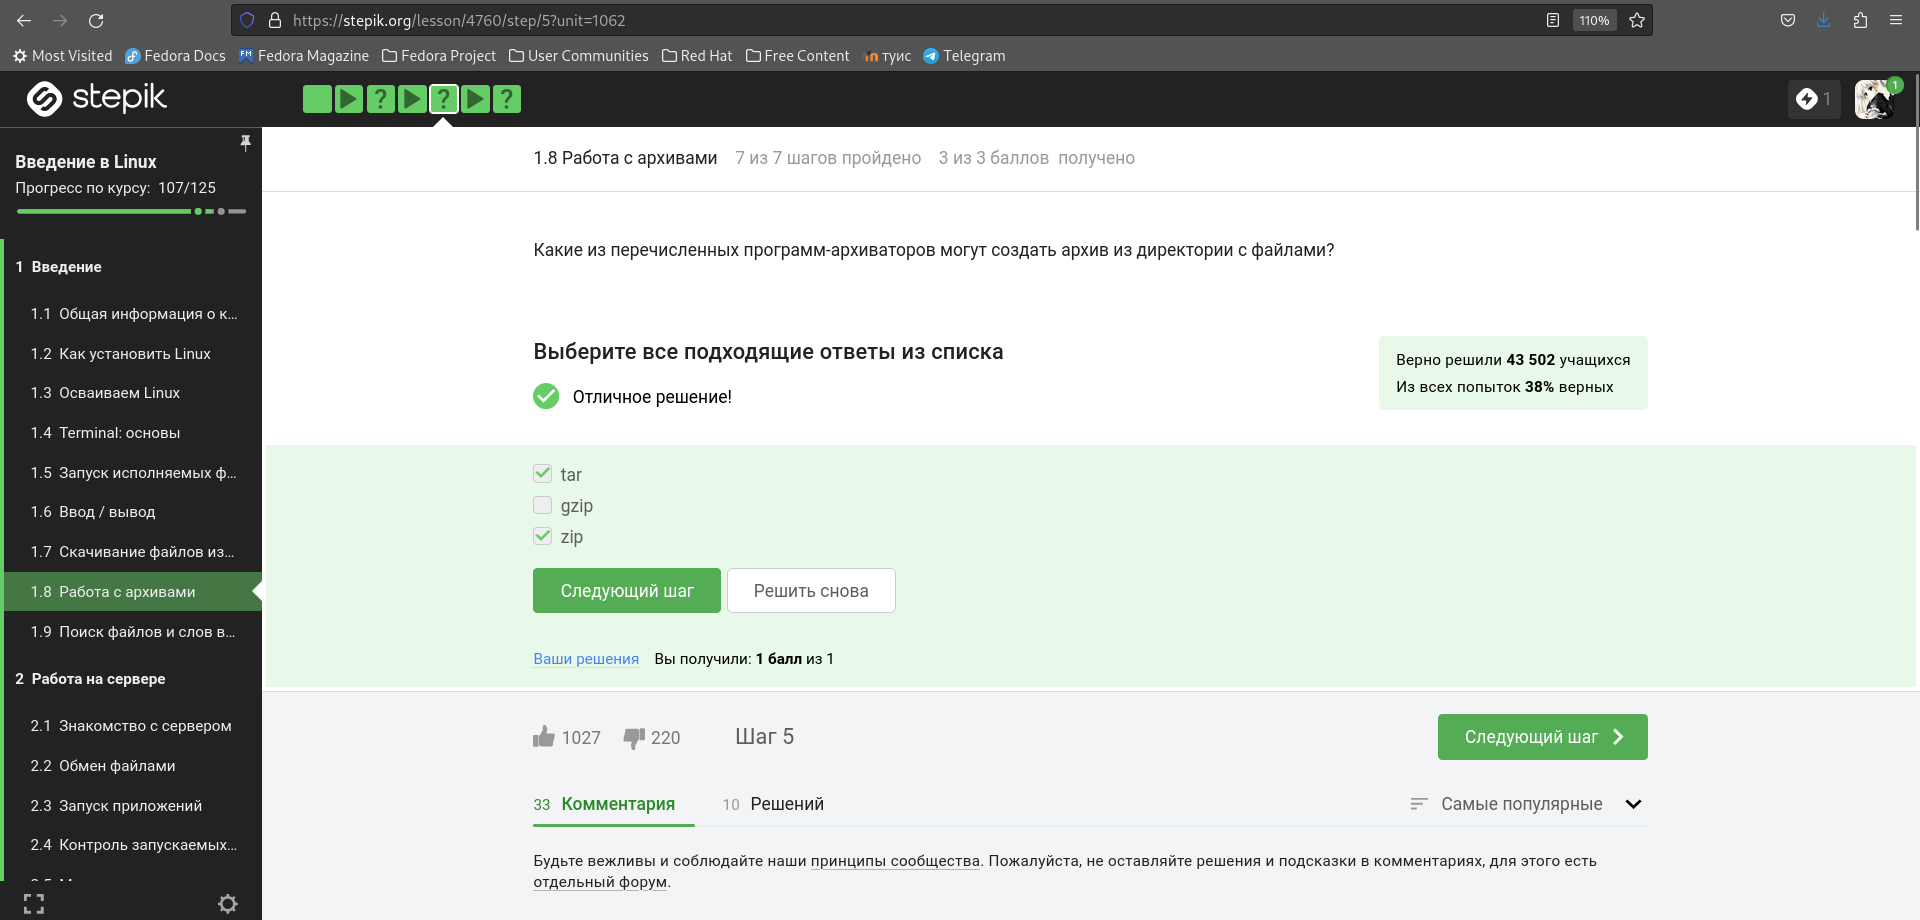 https://stepik.org/lesson/4760/step/5?unit=1062
110%
Most Visited Fedora Docs Fedora Magazine Fedora Project User Communities Red Hat Free Content туис Telegram
stepik
? ? ?
1
1
Введение в Linux
Прогресс по курсу: 107/125
1 Введение
1.1 Общая информация о к...
1.2 Как установить Linux
1.3 Осваиваем Linux
1.4 Terminal: основы
1.5 Запуск исполняемых ф...
1.6 Ввод / вывод
1.7 Скачивание файлов из...
1.8 Работа с архивами
1.9 Поиск файлов и слов в...
2 Работа на сервере
2.1 Знакомство с сервером
2.2 Обмен файлами
2.3 Запуск приложений
2.4 Контроль запускаемых...
1.8 Работа с архивами 7 из 7 шагов пройдено 3 из 3 баллов получено
Какие из перечисленных программ-архиваторов могут создать архив из директории с файлами?
Выберите все подходящие ответы из списка
Отличное решение!
Верно решили 43 502 учащихся
Из всех попыток 38% верных
tar
gzip
zip
Следующий шаг Решить снова
Ваши решения Вы получили: 1 балл из 1
1027 220 Шаг 5
Следующий шаг
33 Комментария 10 Решений
Самые популярные
Будьте вежливы и соблюдайте наши принципы сообщества. Пожалуйста, не оставляйте решения и подсказки в комментариях, для этого есть
отдельный форум.